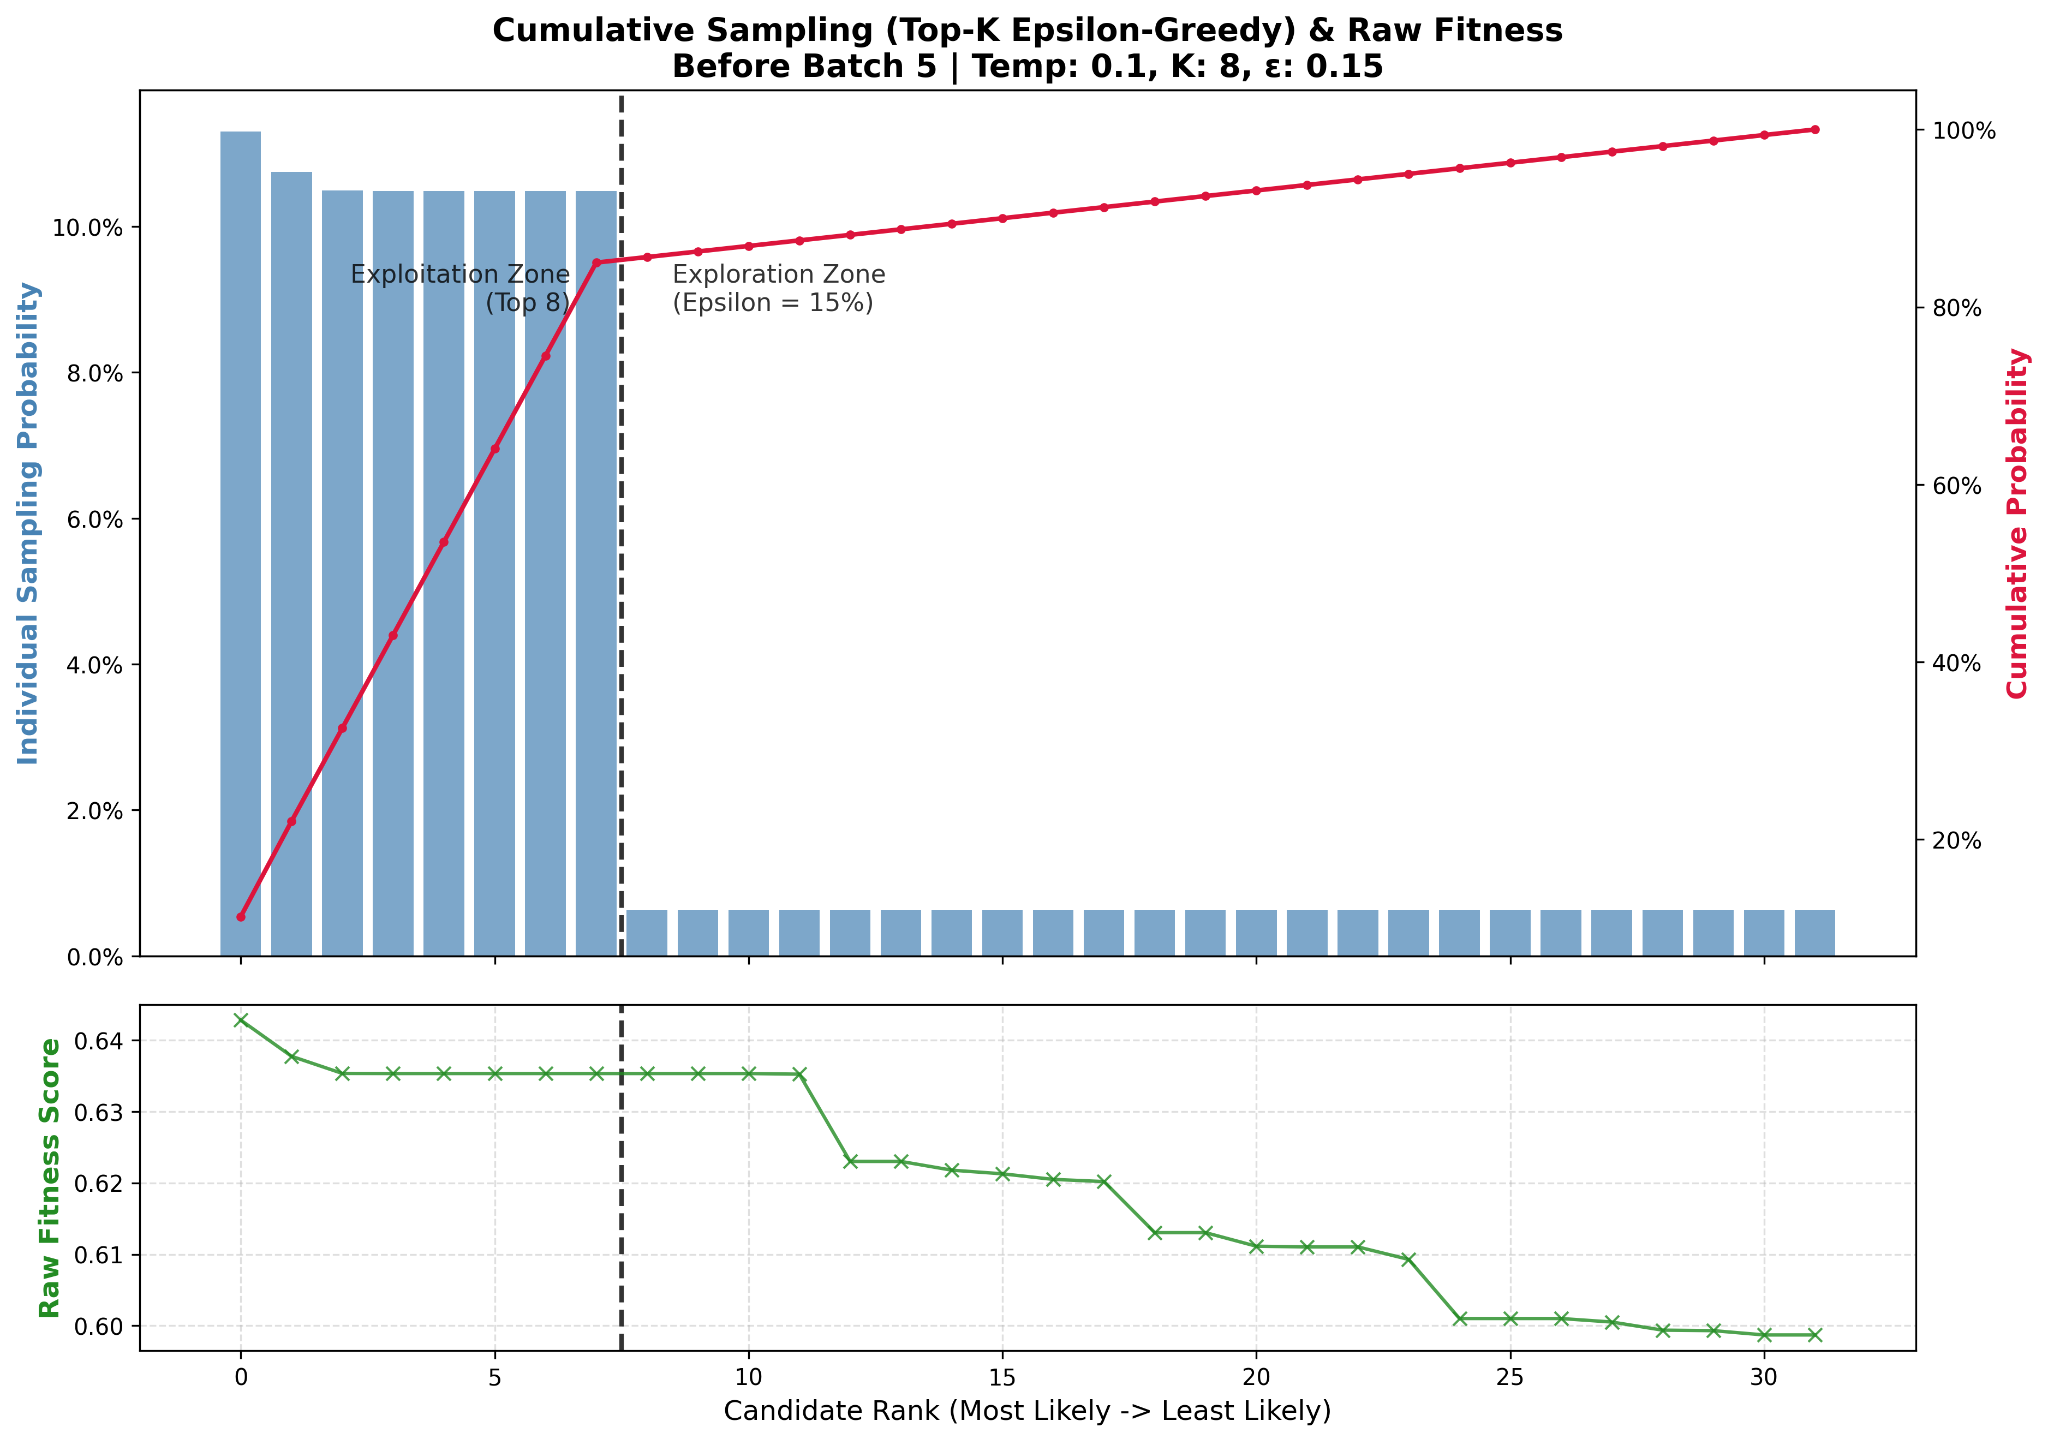 Cumulative Sampling (Top-K Epsilon-Greedy) & Raw Fitness
Before Batch 5 | Temp: 0.1, K: 8, ε: 0.15
Individual Sampling Probability
10.0%
8.0%
6.0%
4.0%
2.0%
0.0%
Exploitation Zone
(Top 8)
Exploration Zone
(Epsilon = 15%)
100%
80%
60%
40%
20%
Cumulative Probability
Raw Fitness Score
0.64
0.63
0.62
0.61
0.60
0
5
10
15
20
25
30
Candidate Rank (Most Likely -> Least Likely)